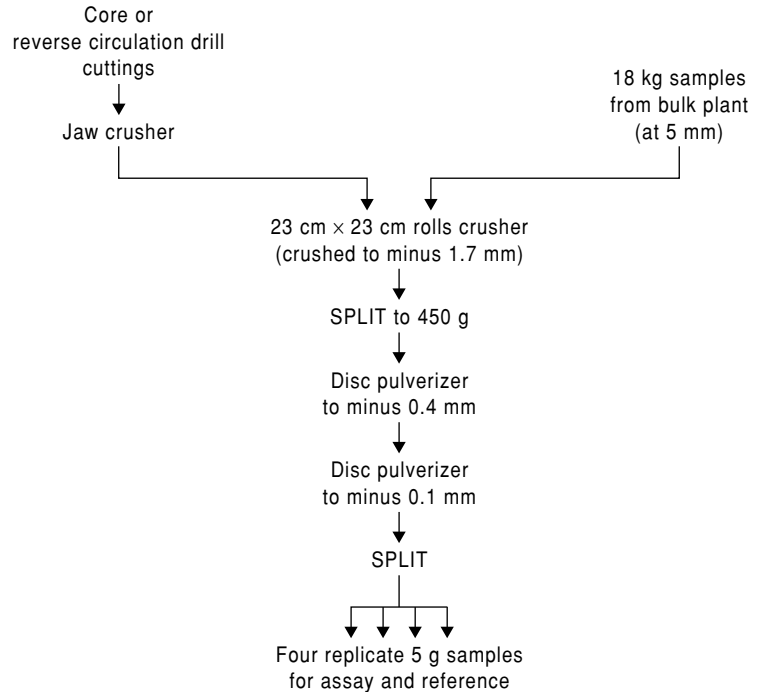 Core or
reverse circulation drill
cuttings
Jaw crusher
18 kg samples
from bulk plant
(at 5 mm)
23 cm × 23 cm rolls crusher
(crushed to minus 1.7 mm)
SPLIT to 450 g
Disc pulverizer
to minus 0.4 mm
Disc pulverizer
to minus 0.1 mm
SPLIT
Four replicate 5 g samples
for assay and reference